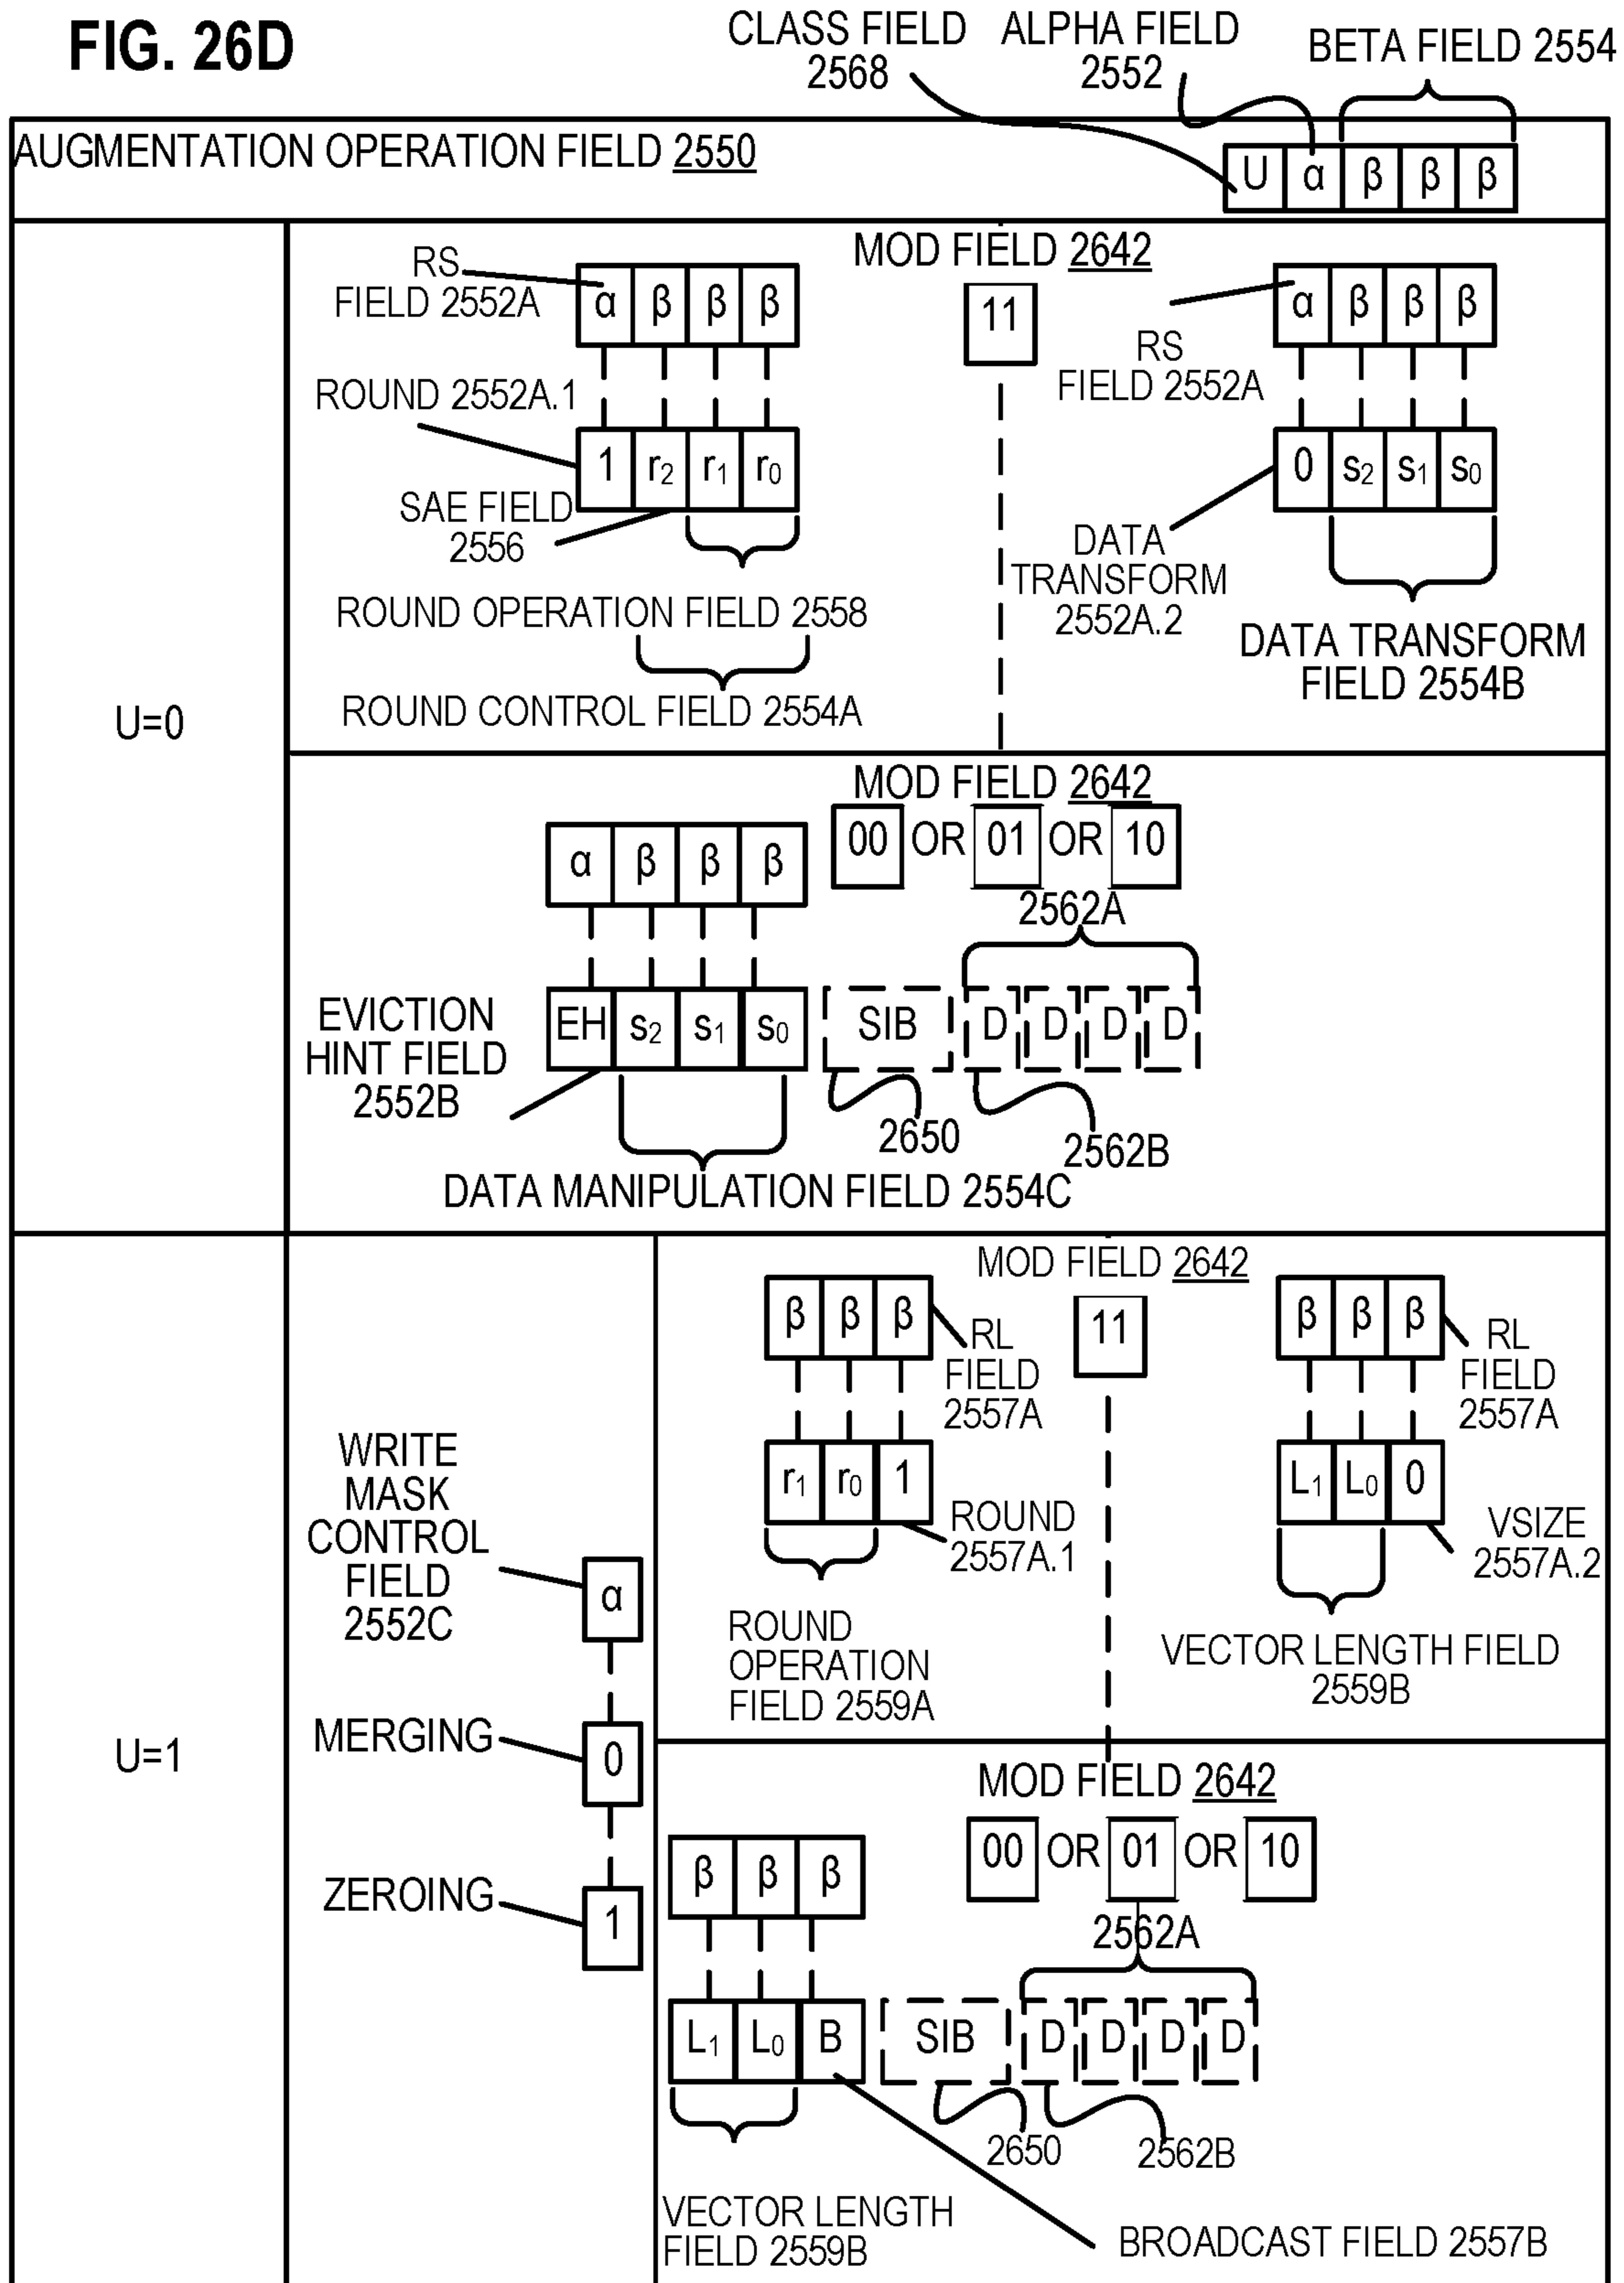 FIG. 26D
CLASS FIELD
2568
ALPHA FIELD
2552
BETA FIELD 2554
AUGMENTATION OPERATION FIELD 2550
U α β β β
U=0
MOD FIELD 2642
11
RS
FIELD 2552A
α β β β
ROUND 2552A.1
1 r2 r1 r0
SAE FIELD
2556
ROUND OPERATION FIELD 2558
ROUND CONTROL FIELD 2554A
α β β β
RS
FIELD 2552A
0 s2 s1 s0
DATA
TRANSFORM
2552A.2
DATA TRANSFORM
FIELD 2554B
MOD FIELD 2642
00 OR 01 OR 10
α β β β
2562A
EVICTION
HINT FIELD
2552B
EH s2 s1 s0
SIB D D D D
2650
2562B
DATA MANIPULATION FIELD 2554C
U=1
WRITE
MASK
CONTROL
FIELD
2552C
α
MERGING
0
ZEROING
1
MOD FIELD 2642
11
β β β
RL
FIELD
2557A
r1 r0 1
ROUND
2557A.1
ROUND
OPERATION
FIELD 2559A
β β β
RL
FIELD
2557A
L1 L0 0
VSIZE
2557A.2
VECTOR LENGTH FIELD
2559B
MOD FIELD 2642
00 OR 01 OR 10
β β β
2562A
L1 L0 B
SIB D D D D
2650
2562B
VECTOR LENGTH
FIELD 2559B
BROADCAST FIELD 2557B